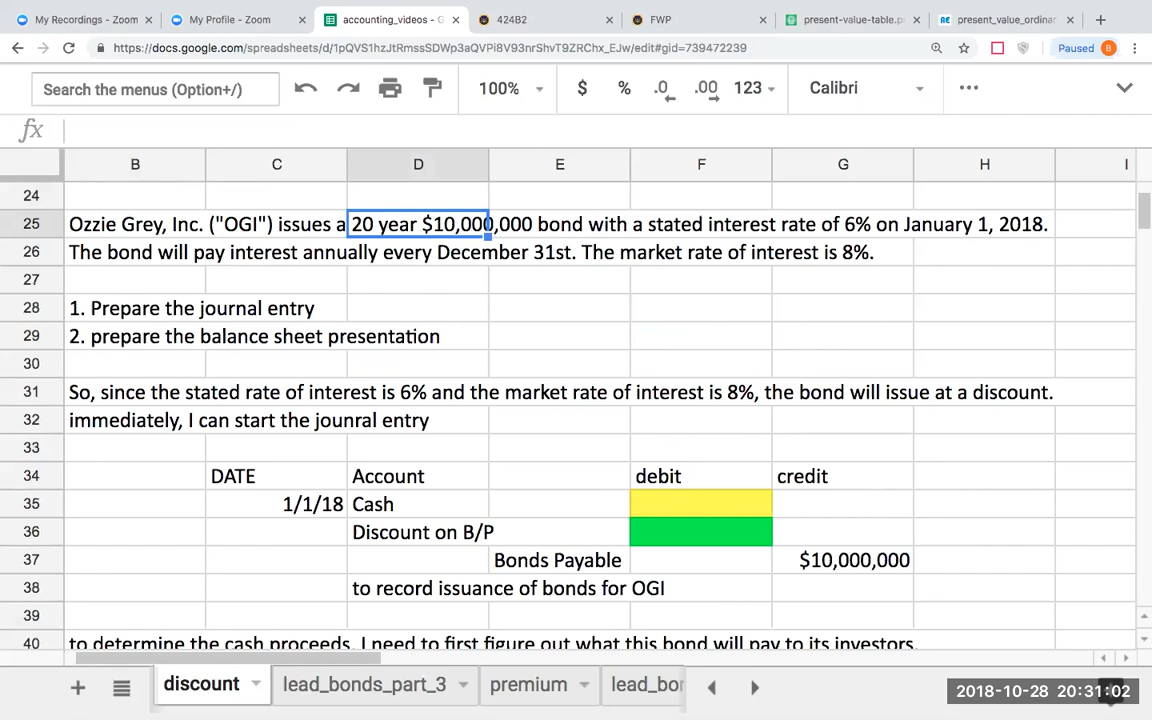 My Recordings - Zoom
My Profile - Zoom
accounting_videos - G
424B2
FWP
present-value-table.p
present_value_ordinar
https://docs.google.com/spreadsheets/d/1pQVS1hzJtRmssSDWp3aQVPi8V93nrShvT9ZRChx_EJw/edit#gid=739472239
Paused B
Search the menus (Option+/)
100%
$ % .0 .00 123
Calibri
fx
B C D E F G H I
24
25 Ozzie Grey, Inc. ("OGI") issues a 20 year $10,000,000 bond with a stated interest rate of 6% on January 1, 2018.
26 The bond will pay interest annually every December 31st. The market rate of interest is 8%.
27
28 1. Prepare the journal entry
29 2. prepare the balance sheet presentation
30
31 So, since the stated rate of interest is 6% and the market rate of interest is 8%, the bond will issue at a discount.
32 immediately, I can start the jounral entry
33
34 DATE Account debit credit
35 1/1/18 Cash
36 Discount on B/P
37 Bonds Payable $10,000,000
38 to record issuance of bonds for OGI
39
40 to determine the cash proceeds, I need to first figure out what this bond will pay to its investors.
discount lead_bonds_part_3 premium lead_bor
2018-10-28 20:31:02